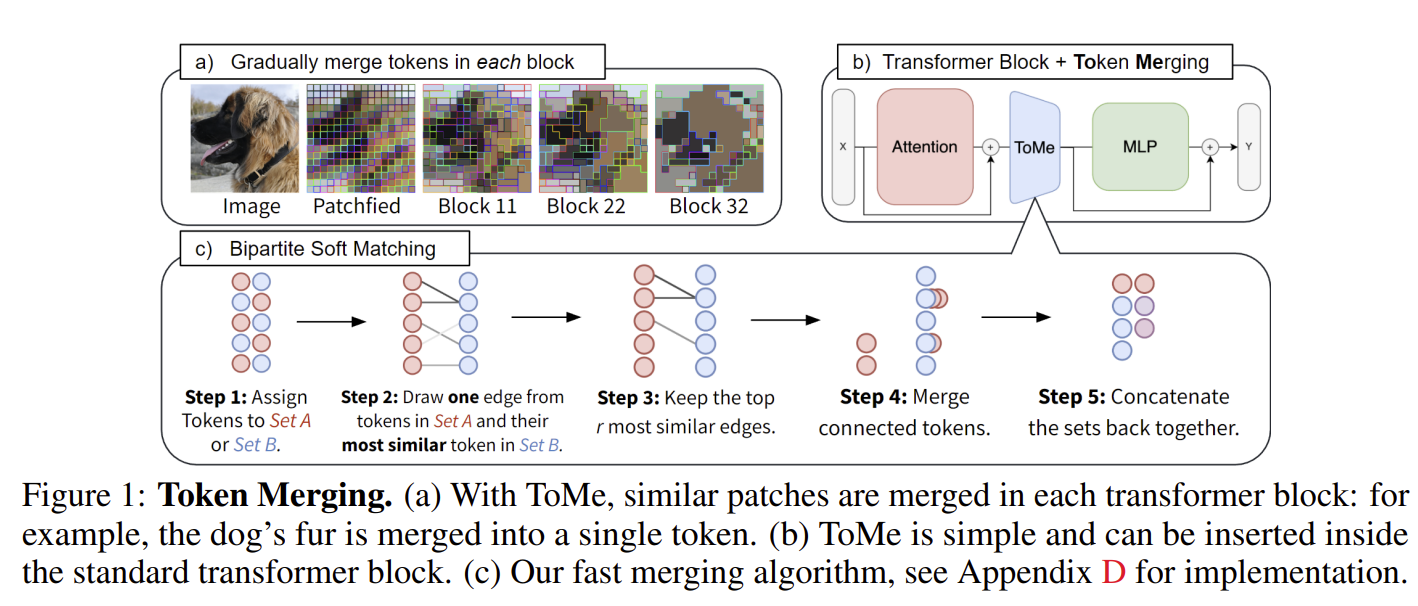 a) Gradually merge tokens in each block
Image
Patchfied
Block 11
Block 22
Block 32
b) Transformer Block + Token Merging
X
Attention
+
ToMe
MLP
+
Y
c) Bipartite Soft Matching
Step 1: Assign
Tokens to Set A
or Set B.
Step 2: Draw one edge from
tokens in Set A and their
most similar token in Set B.
Step 3: Keep the top
r most similar edges.
Step 4: Merge
connected tokens.
Step 5: Concatenate
the sets back together.
Figure 1: Token Merging. (a) With ToMe, similar patches are merged in each transformer block: for
example, the dog’s fur is merged into a single token. (b) ToMe is simple and can be inserted inside
the standard transformer block. (c) Our fast merging algorithm, see Appendix D for implementation.